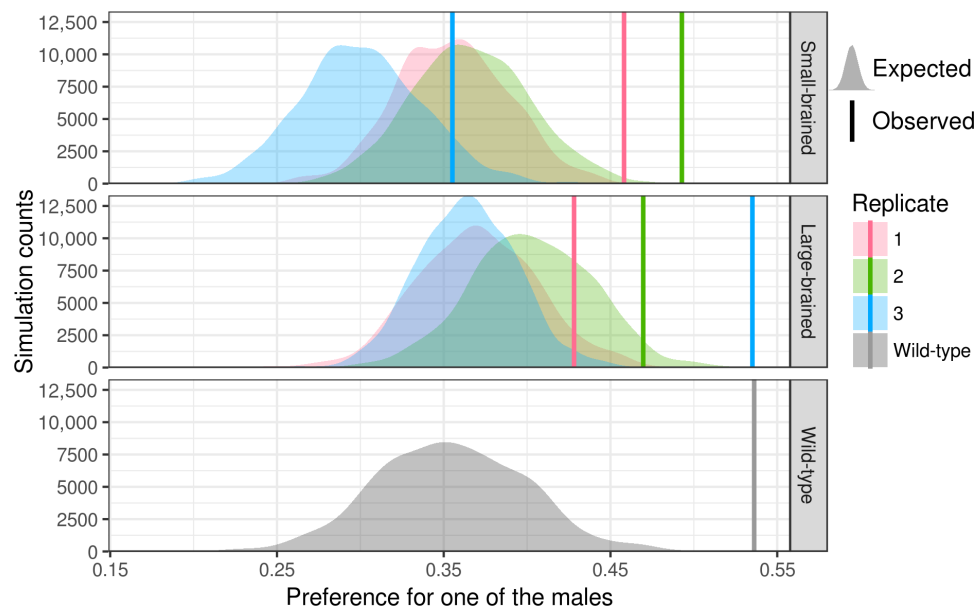 Simulation counts
12,500
10,000
7500
5000
2500
0
Small-brained
12,500
10,000
7500
5000
2500
0
Large-brained
12,500
10,000
7500
5000
2500
0
Wild-type
0.15 0.25 0.35 0.45 0.55
Preference for one of the males
Expected
Observed
Replicate
1
2
3
Wild-type